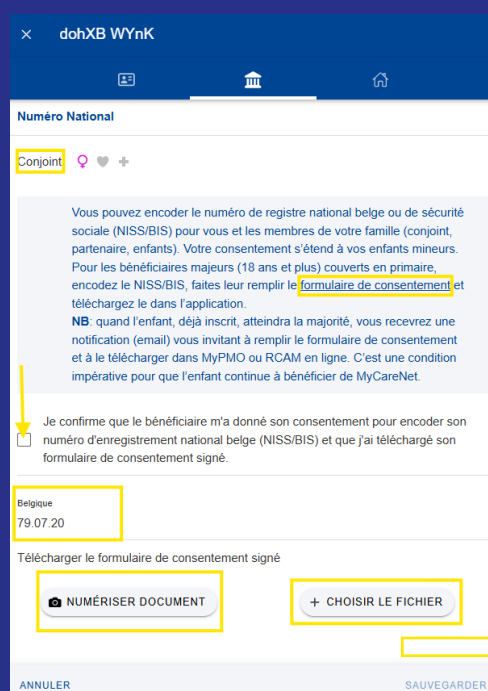 × dohXB WYnK
Numéro National
Conjoint
Vous pouvez encoder le numéro de registre national belge ou de sécurité
sociale (NISS/BIS) pour vous et les membres de votre famille (conjoint,
partenaire, enfants). Votre consentement s'étend à vos enfants mineurs.
Pour les bénéficiaires majeurs (18 ans et plus) couverts en primaire,
encodez le NISS/BIS, faites leur remplir le formulaire de consentement et
téléchargez le dans l'application.
NB: quand l'enfant, déjà inscrit, atteindra la majorité, vous recevrez une
notification (email) vous invitant à remplir le formulaire de consentement
et à le télécharger dans MyPMO ou RCAM en ligne. C'est une condition
impérative pour que l'enfant continue à bénéficier de MyCareNet.
Je confirme que le bénéficiaire m'a donné son consentement pour encoder son
numéro d'enregistrement national belge (NISS/BIS) et que j'ai téléchargé son
formulaire de consentement signé.
Belgique
79.07.20
Télécharger le formulaire de consentement signé
NUMÉRISER DOCUMENT
+ CHOISIR LE FICHIER
ANNULER
SAUVEGARDER